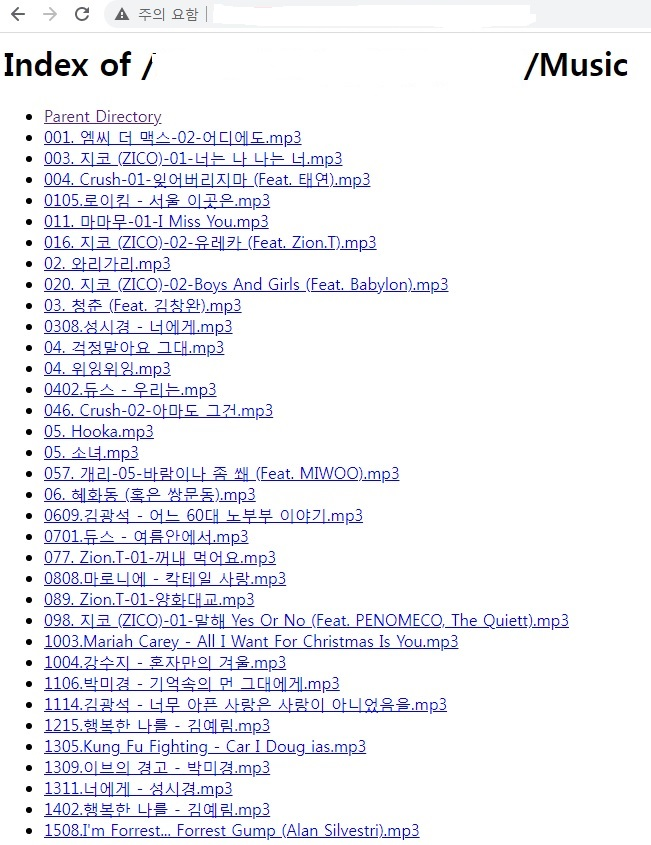 주의 요함
Index of / /Music
Parent Directory
001. 엠씨 더 맥스-02-어디에도.mp3
003. 지코 (ZICO)-01-너는 나 나는 너.mp3
004. Crush-01-잊어버리지마 (Feat. 태연).mp3
0105.로이킴 - 서울 이곳은.mp3
011. 마마무-01-I Miss You.mp3
016. 지코 (ZICO)-02-유레카 (Feat. Zion.T).mp3
02. 와리가리.mp3
020. 지코 (ZICO)-02-Boys And Girls (Feat. Babylon).mp3
03. 청춘 (Feat. 김창완).mp3
0308.성시경 - 너에게.mp3
04. 걱정말아요 그대.mp3
04. 위잉위잉.mp3
0402.듀스 - 우리는.mp3
046. Crush-02-아마도 그건.mp3
05. Hooka.mp3
05. 소녀.mp3
057. 개리-05-바람이나 좀 쐐 (Feat. MIWOO).mp3
06. 혜화동 (혹은 쌍문동).mp3
0609.김광석 - 어느 60대 노부부 이야기.mp3
0701.듀스 - 여름안에서.mp3
077. Zion.T-01-꺼내 먹어요.mp3
0808.마로니에 - 칵테일 사랑.mp3
089. Zion.T-01-양화대교.mp3
098. 지코 (ZICO)-01-말해 Yes Or No (Feat. PENOMECO, The Quiett).mp3
1003.Mariah Carey - All I Want For Christmas Is You.mp3
1004.강수지 - 혼자만의 겨울.mp3
1106.박미경 - 기억속의 먼 그대에게.mp3
1114.김광석 - 너무 아픈 사랑은 사랑이 아니었음을.mp3
1215.행복한 나를 - 김예림.mp3
1305.Kung Fu Fighting - Car I Doug ias.mp3
1309.이브의 경고 - 박미경.mp3
1311.너에게 - 성시경.mp3
1402.행복한 나를 - 김예림.mp3
1508.I'm Forrest... Forrest Gump (Alan Silvestri).mp3